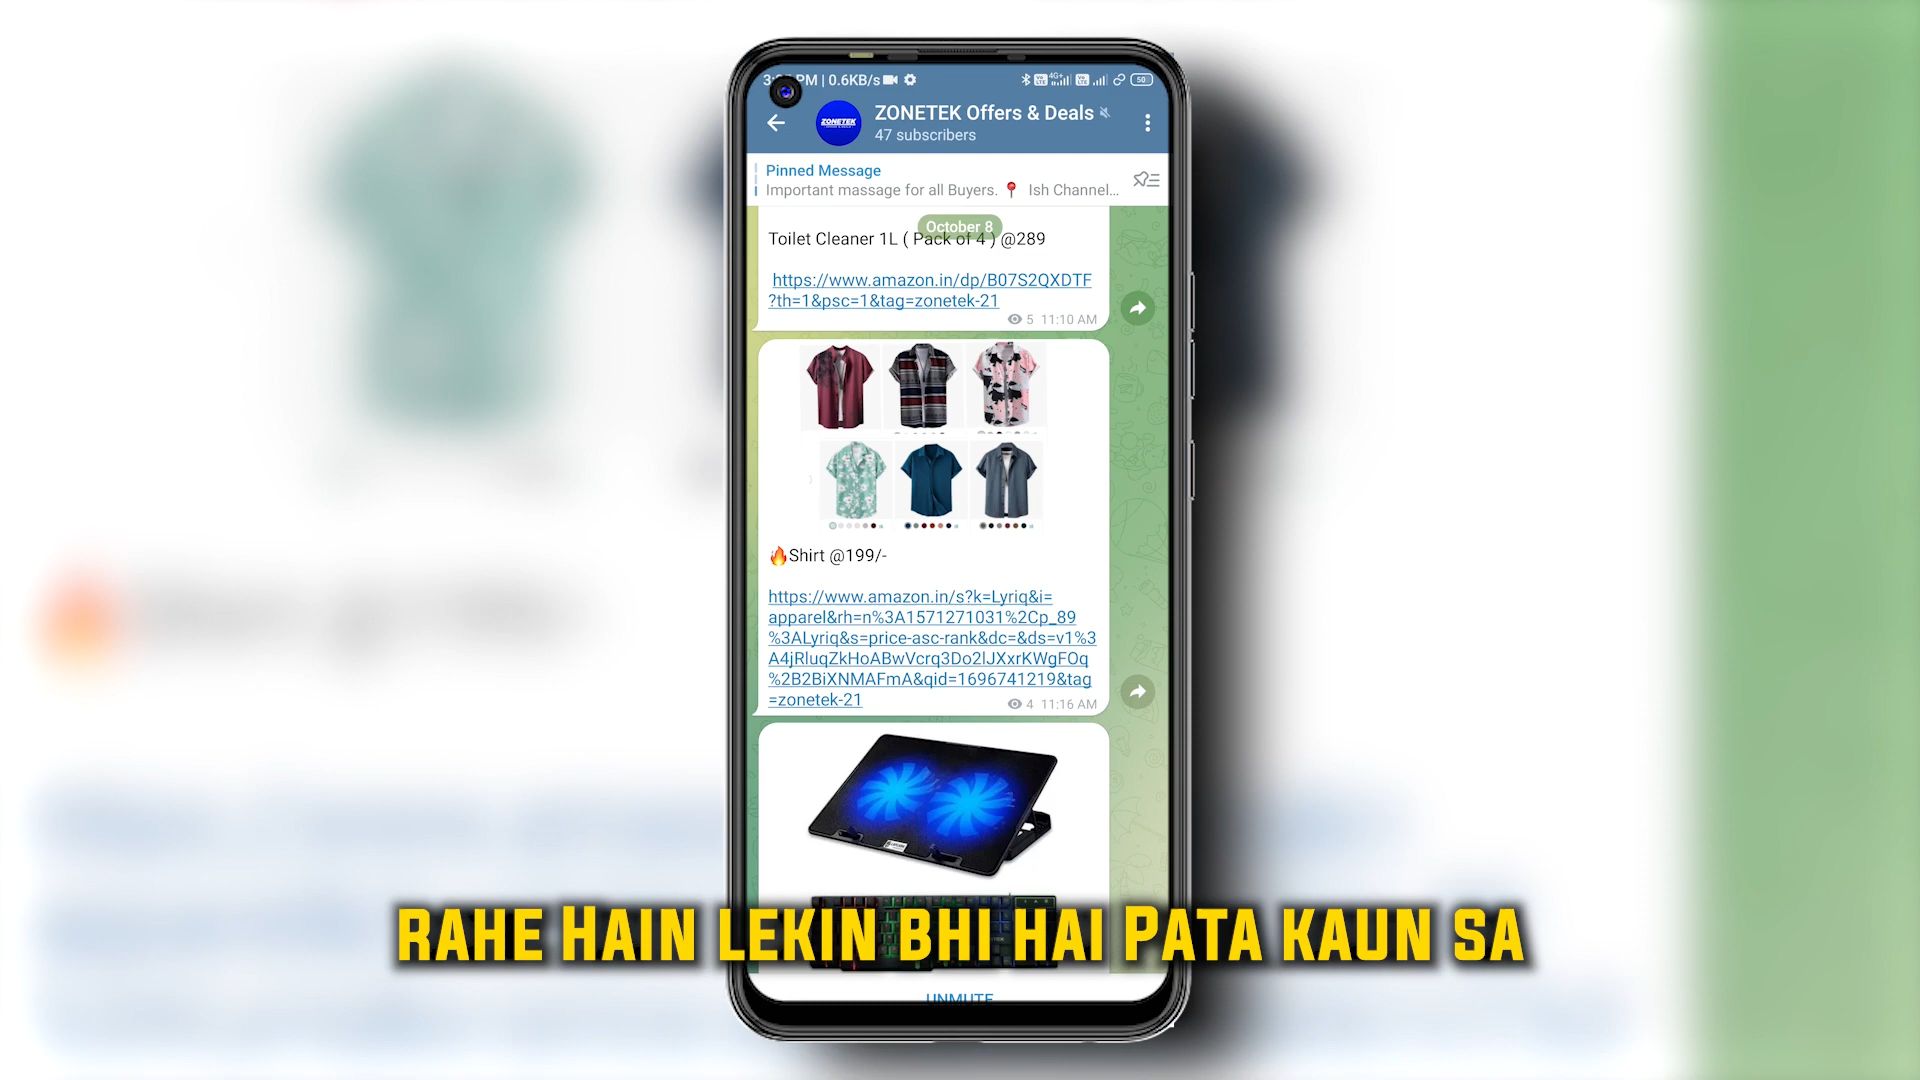 PM | 0.6KB/s
50
ZONETEK
ZONETEK Offers & Deals
47 subscribers
Pinned Message
Important massage for all Buyers. 📍 Ish Channel...
October 8
Toilet Cleaner 1L ( Pack of 4 ) @289
https://www.amazon.in/dp/B07S2QXDTF
?th=1&psc=1&tag=zonetek-21
5 11:10 AM
🔥Shirt @199/-
https://www.amazon.in/s?k=Lyriq&i=
apparel&rh=n%3A1571271031%2Cp_89
%3ALyriq&s=price-asc-rank&dc=&ds=v1%3
A4jRluqZkHoABwVcrq3Do2lJXxrKWgFOq
%2B2BiXNMAFmA&qid=1696741219&tag
=zonetek-21
4 11:16 AM
RAHE HAIN LEKIN BHI HAI PATA KAUN SA
UNMUTE